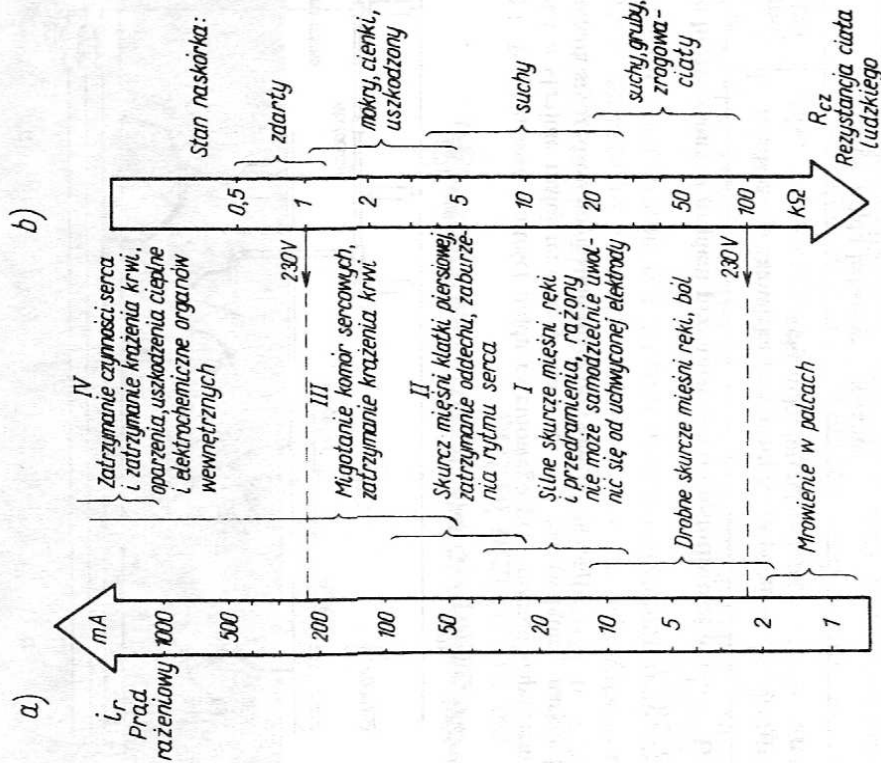 a)
i_r
Prąd
rażeniowy
mA
1000
500
200
100
50
20
10
5
2
1
IV
Zatrzymanie czynności serca
i zatrzymanie krążenia krwi,
oparzenia, uszkodzenia cieplne
i elektrochemiczne organów
wewnętrznych
III
Migotanie komór sercowych,
zatrzymanie krążenia krwi
II
Skurcz mięśni klatki piersiowej,
zatrzymanie oddechu, zaburze-
nia rytmu serca
I
Silne skurcze mięśni ręki
i przedramienia, rażony
nie może samodzielnie uwol-
nić się od uchwyconej elektrody
Drobne skurcze mięśni ręki, ból
Mrowienie w palcach
230 V
230 V
b)
0,5
1
2
5
10
20
50
100
kΩ
Stan naskórka:
zdarty
mokry, cienki,
uszkodzony
suchy
suchy, gruby,
zrogowa-
ciały
R_cz
Rezystancja ciała
ludzkiego